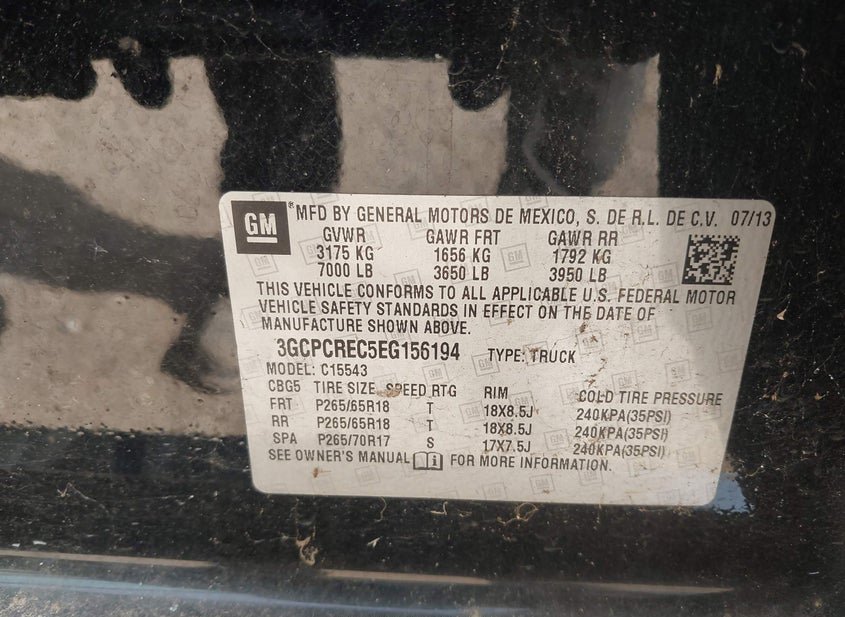 GM ® MFD BY GENERAL MOTORS DE MEXICO, S. DE R.L. DE C.V. 07/13
GVWR GAWR FRT GAWR RR
3175 KG 1656 KG 1792 KG
7000 LB 3650 LB 3950 LB
THIS VEHICLE CONFORMS TO ALL APPLICABLE U.S. FEDERAL MOTOR
VEHICLE SAFETY STANDARDS IN EFFECT ON THE DATE OF
MANUFACTURE SHOWN ABOVE.
3GCPCREC5EG156194 TYPE: TRUCK
MODEL: C15543
CBG5 TIRE SIZE SPEED RTG RIM COLD TIRE PRESSURE
FRT P265/65R18 T 18X8.5J 240KPA(35PSI)
RR P265/65R18 T 18X8.5J 240KPA(35PSI)
SPA P265/70R17 S 17X7.5J 240KPA(35PSI)
SEE OWNER'S MANUAL FOR MORE INFORMATION.